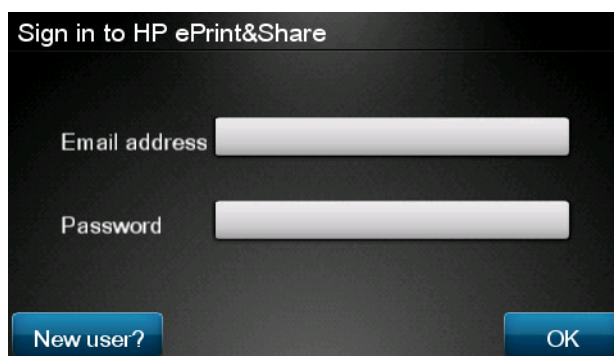 Sign in to HP ePrint&Share
Email address
Password
New user?
OK